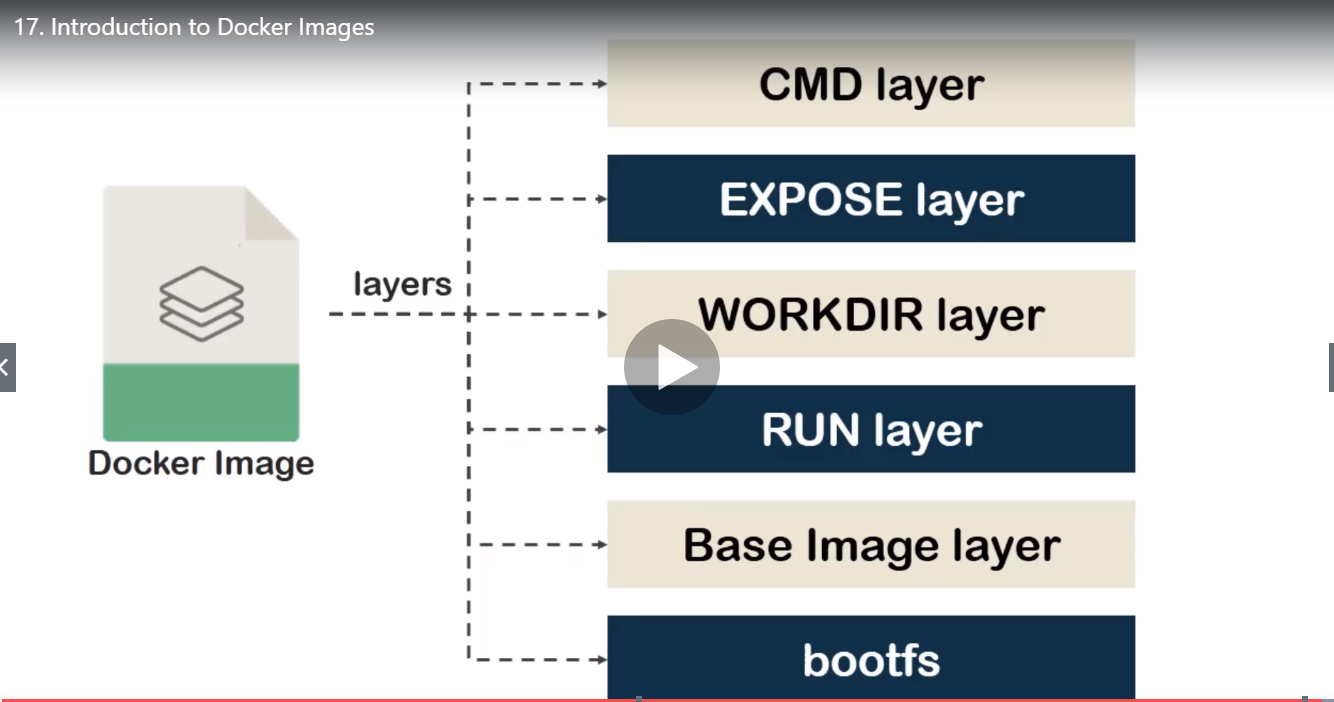 17. Introduction to Docker Images
CMD layer
EXPOSE layer
layers
WORKDIR layer
RUN layer
Docker Image
Base Image layer
bootfs